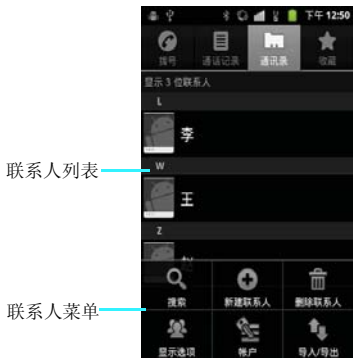 下午 12:50
拨号 通话记录 通讯录 收藏
显示 3 位联系人
L
李
W
联系人列表
王
Z
赵
搜索 新建联系人 删除联系人
联系人菜单
显示选项 帐户 导入/导出